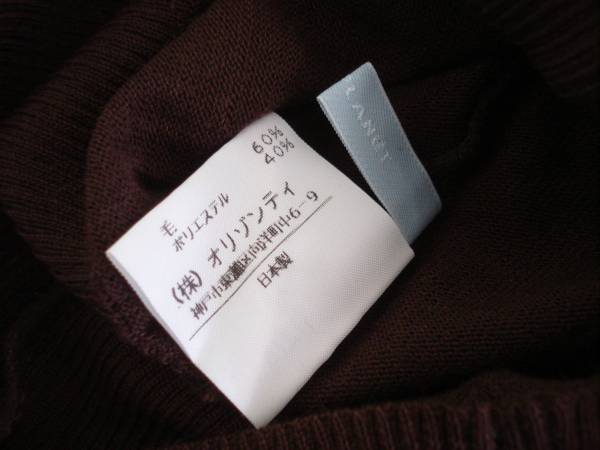 毛 60%
ポリエステル 40%
(株) オリゾンティ
神戸市東灘区向洋町中6-9
日本製